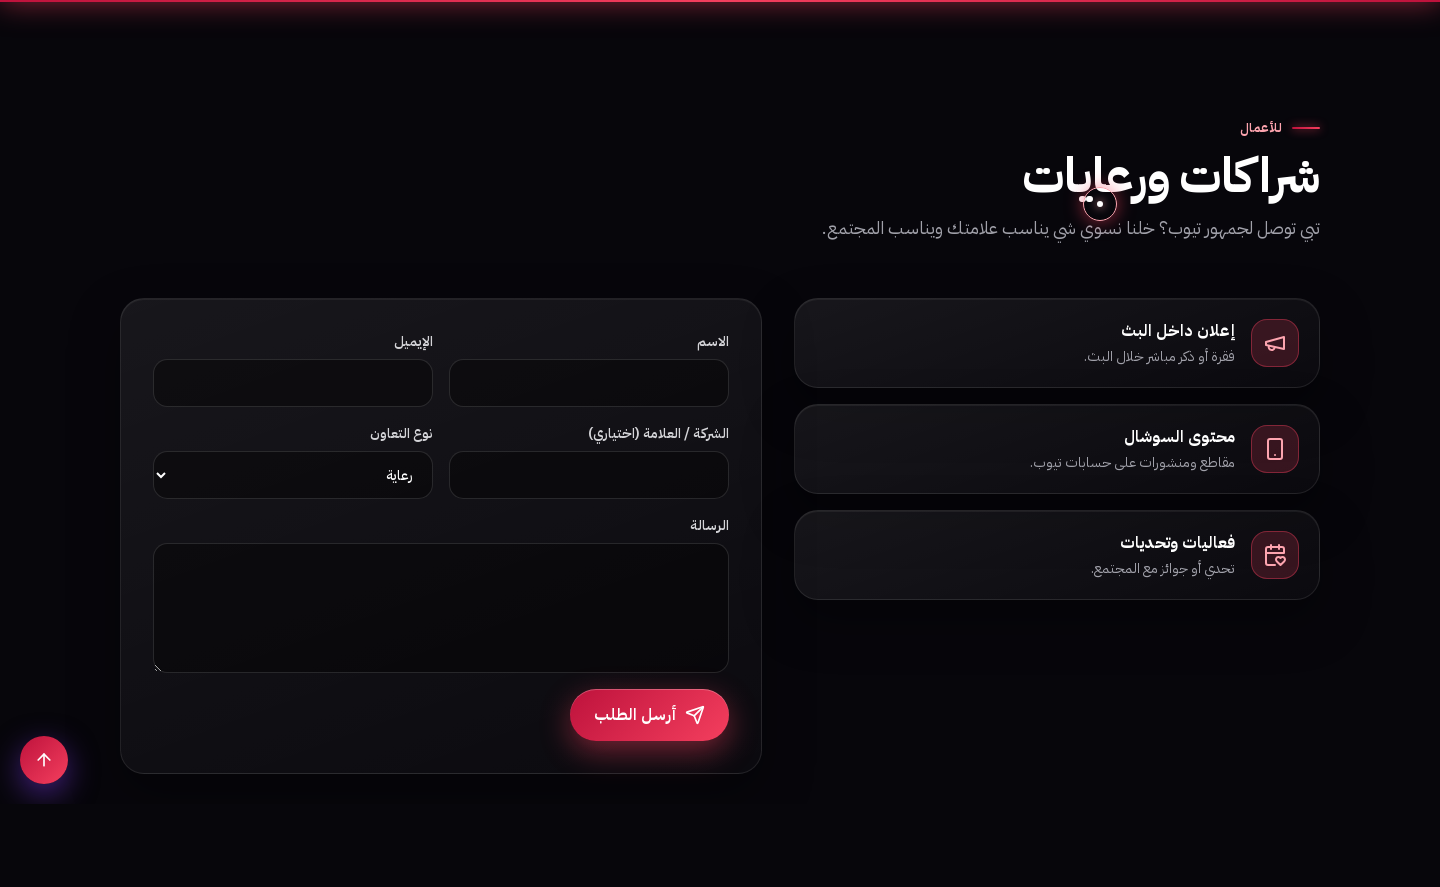 للأعمال
شراكات ورعايات
تبي توصل لجمهور تيوب؟ خلنا نسوي شي يناسب علامتك ويناسب المجتمع.
إعلان داخل البث
فقرة أو ذكر مباشر خلال البث.
محتوى السوشال
مقاطع ومنشورات على حسابات تيوب.
فعاليات وتحديات
تحدي أو جوائز مع المجتمع.
الاسم
الإيميل
الشركة / العلامة (اختياري)
نوع التعاون
رعاية
الرسالة
أرسل الطلب